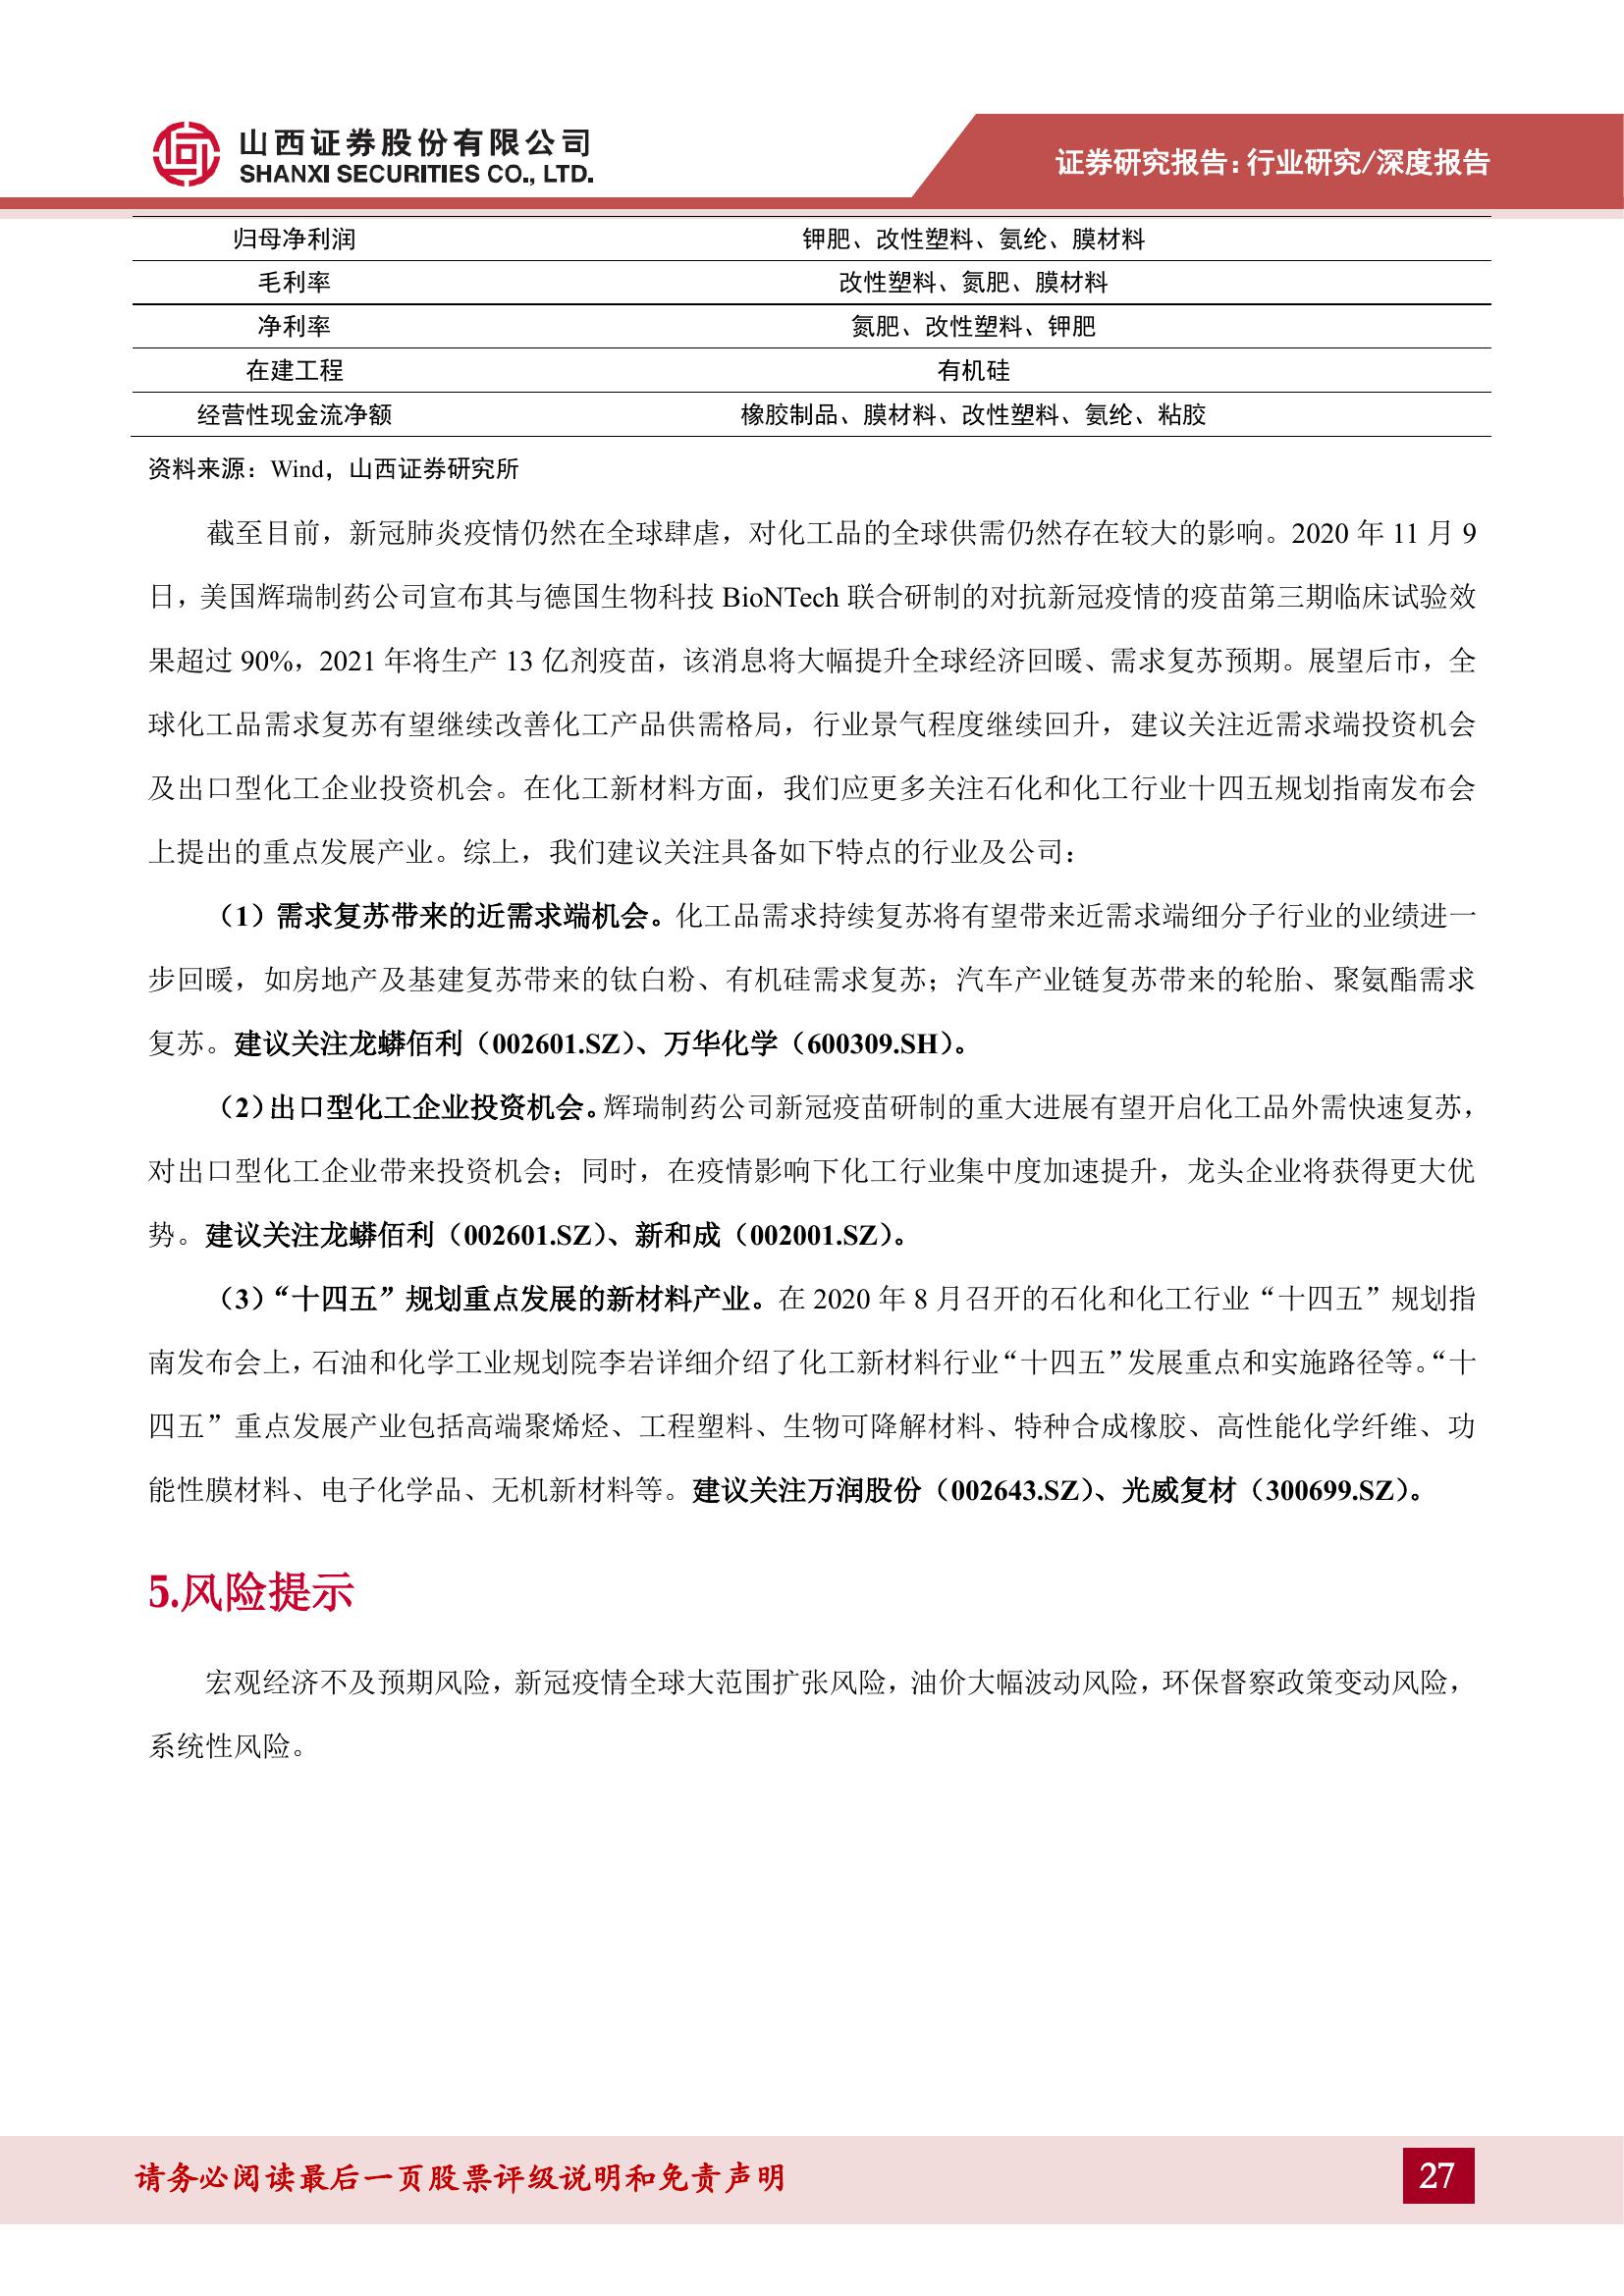 山西证券股份有限公司
SHANXI SECURITIES CO., LTD.
证券研究报告：行业研究/深度报告
归母净利润 钾肥、改性塑料、氨纶、膜材料
毛利率 改性塑料、氮肥、膜材料
净利率 氮肥、改性塑料、钾肥
在建工程 有机硅
经营性现金流净额 橡胶制品、膜材料、改性塑料、氨纶、粘胶
资料来源：Wind，山西证券研究所
截至目前，新冠肺炎疫情仍然在全球肆虐，对化工品的全球供需仍然存在较大的影响。2020 年 11 月 9
日，美国辉瑞制药公司宣布其与德国生物科技 BioNTech 联合研制的对抗新冠疫情的疫苗第三期临床试验效
果超过 90%，2021 年将生产 13 亿剂疫苗，该消息将大幅提升全球经济回暖、需求复苏预期。展望后市，全
球化工品需求复苏有望继续改善化工产品供需格局，行业景气程度继续回升，建议关注近需求端投资机会
及出口型化工企业投资机会。在化工新材料方面，我们应更多关注石化和化工行业十四五规划指南发布会
上提出的重点发展产业。综上，我们建议关注具备如下特点的行业及公司：
（1）需求复苏带来的近需求端机会。化工品需求持续复苏将有望带来近需求端细分子行业的业绩进一
步回暖，如房地产及基建复苏带来的钛白粉、有机硅需求复苏；汽车产业链复苏带来的轮胎、聚氨酯需求
复苏。建议关注龙蟒佰利（002601.SZ）、万华化学（600309.SH）。
（2）出口型化工企业投资机会。辉瑞制药公司新冠疫苗研制的重大进展有望开启化工品外需快速复苏，
对出口型化工企业带来投资机会；同时，在疫情影响下化工行业集中度加速提升，龙头企业将获得更大优
势。建议关注龙蟒佰利（002601.SZ）、新和成（002001.SZ）。
（3）“十四五”规划重点发展的新材料产业。在 2020 年 8 月召开的石化和化工行业“十四五”规划指
南发布会上，石油和化学工业规划院李岩详细介绍了化工新材料行业“十四五”发展重点和实施路径等。“十
四五”重点发展产业包括高端聚烯烃、工程塑料、生物可降解材料、特种合成橡胶、高性能化学纤维、功
能性膜材料、电子化学品、无机新材料等。建议关注万润股份（002643.SZ）、光威复材（300699.SZ）。
5.风险提示
宏观经济不及预期风险，新冠疫情全球大范围扩张风险，油价大幅波动风险，环保督察政策变动风险，
系统性风险。
请务必阅读最后一页股票评级说明和免责声明
27